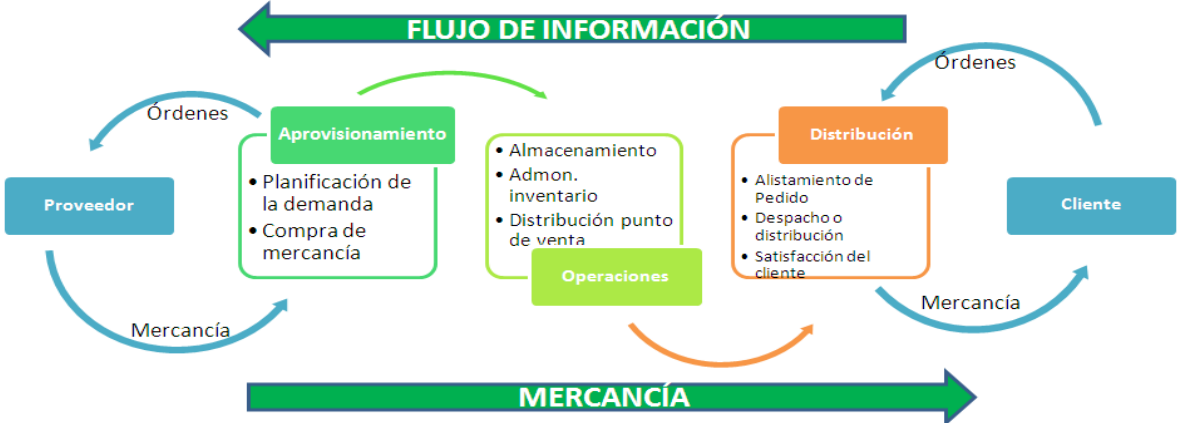 FLUJO DE INFORMACIÓN
Órdenes
Órdenes
Aprovisionamiento
• Planificación de
la demanda
• Compra de
mercancía
• Almacenamiento
• Admon.
inventario
• Distribución punto
de venta
Operaciones
Distribución
• Alistamiento de
Pedido
• Despacho o
distribución
• Satisfacción del
cliente
Proveedor
Cliente
Mercancía
Mercancía
MERCANCÍA